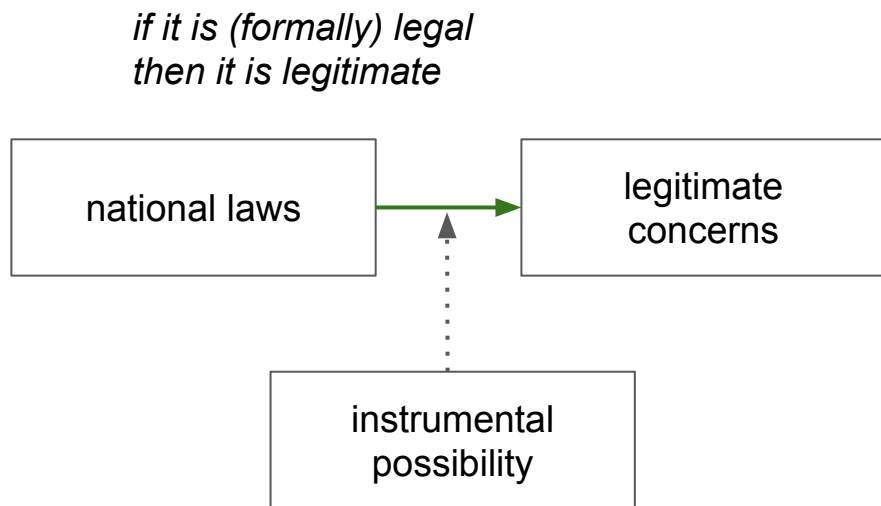 if it is (formally) legal
then it is legitimate
national laws
legitimate
concerns
instrumental
possibility